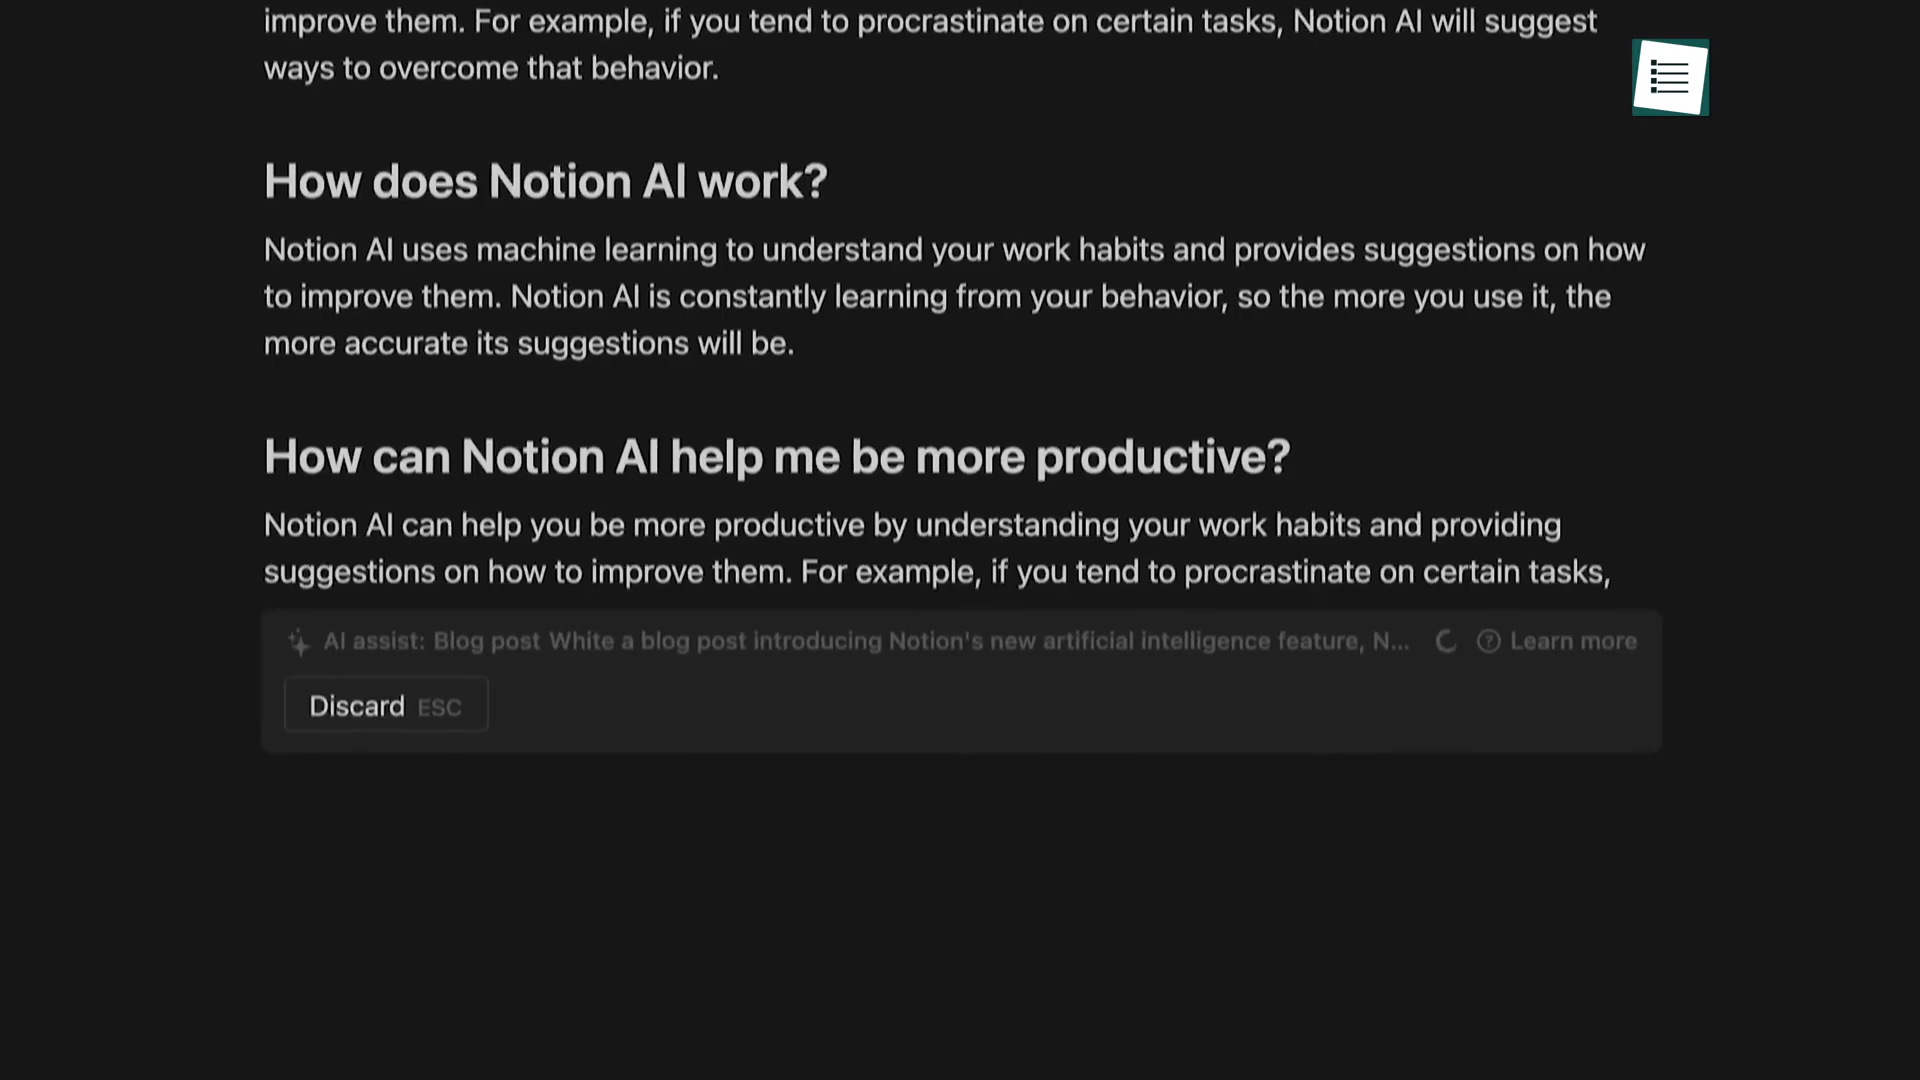 improve them. For example, if you tend to procrastinate on certain tasks, Notion AI will suggest
ways to overcome that behavior.
How does Notion AI work?
Notion AI uses machine learning to understand your work habits and provides suggestions on how
to improve them. Notion AI is constantly learning from your behavior, so the more you use it, the
more accurate its suggestions will be.
How can Notion AI help me be more productive?
Notion AI can help you be more productive by understanding your work habits and providing
suggestions on how to improve them. For example, if you tend to procrastinate on certain tasks,
AI assist: Blog post White a blog post introducing Notion's new artificial intelligence feature, N... Learn more
Discard ESC